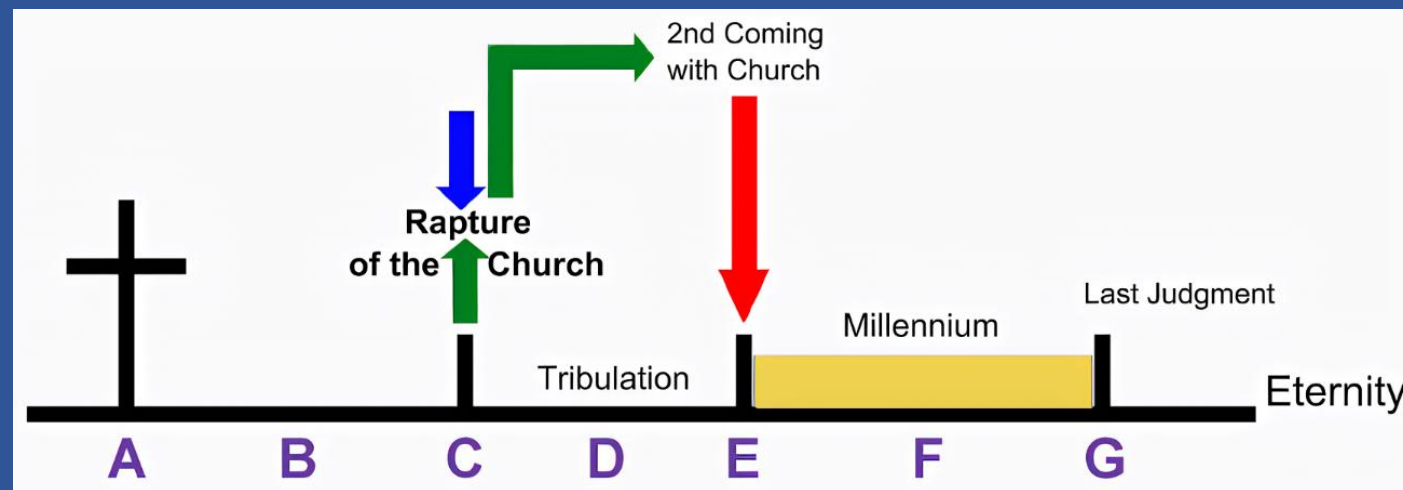 2nd Coming
with Church
Rapture
of the Church
Last Judgment
Millennium
Tribulation
Eternity
A B C D E F G